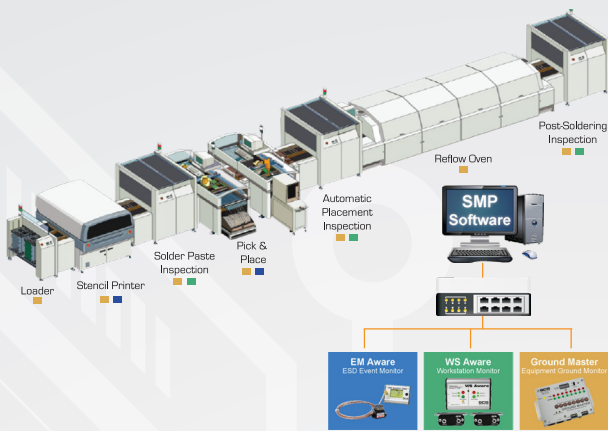 Post-Soldering
Inspection
Reflow Oven
Automatic
Placement
Inspection
Pick &
Place
Solder Paste
Inspection
Stencil Printer
Loader
SMP
Software
EM Aware
ESD Event Monitor
WS Aware
Workstation Monitor
Ground Master
Equipment Ground Monitor
WS Aware